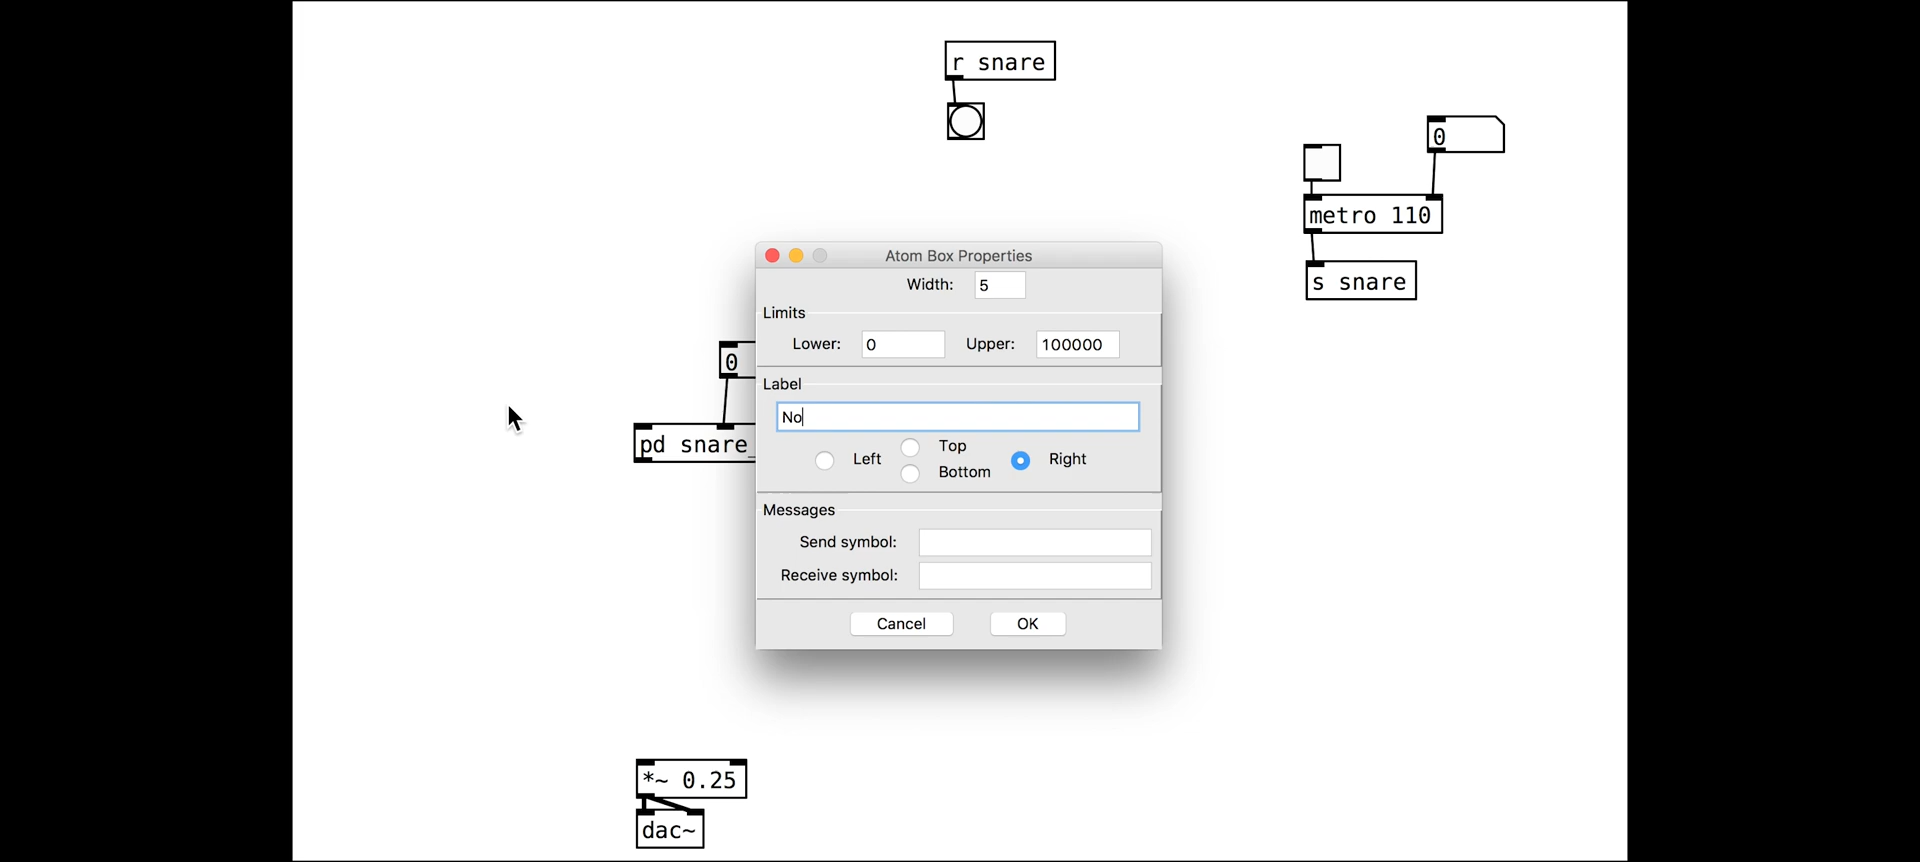 r snare
0
metro 110
s snare
Atom Box Properties
Width: 5
Limits
Lower: 0 Upper: 100000
0
Label
No
Left Top Bottom Right
pd snare_
Messages
Send symbol:
Receive symbol:
Cancel OK
*~ 0.25
dac~